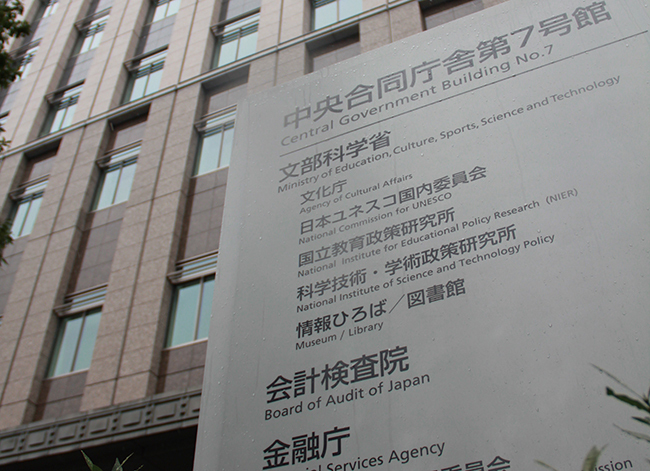 中央合同庁舎第7号館
Central Government Building No.7
文部科学省
Ministry of Education, Culture, Sports, Science and Technology
文化庁
Agency of Cultural Affairs
日本ユネスコ国内委員会
National Commission for UNESCO
国立教育政策研究所
National Institute for Educational Policy Research (NIER)
科学技術・学術政策研究所
National Institute of Science and Technology Policy
情報ひろば／図書館
Museum / Library
会計検査院
Board of Audit of Japan
金融庁
Services Agency